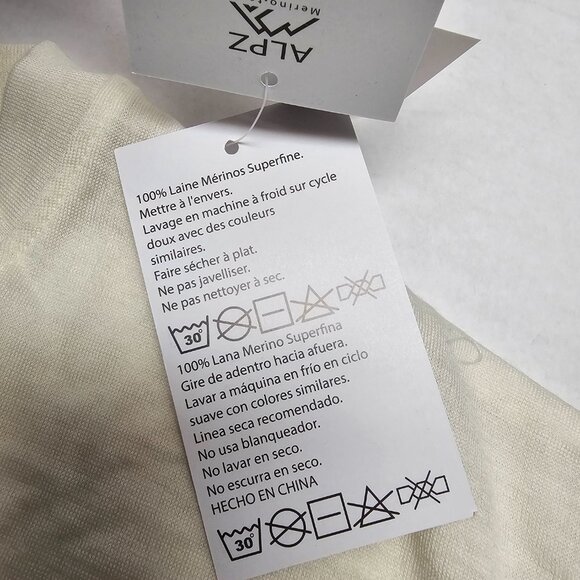 ALPZ
100% Laine Mérinos Superfine.
Mettre à l'envers.
Lavage en machine à froid sur cycle
doux avec des couleurs
similaires.
Faire sécher à plat.
Ne pas javelliser.
Ne pas nettoyer à sec.
30°
100% Lana Merino Superfina
Gire de adentro hacia afuera.
Lavar a máquina en frío en ciclo
suave con colores similares.
Linea seca recomendado.
No usa blanqueador.
No lavar en seco.
No escurra en seco.
HECHO EN CHINA
30°